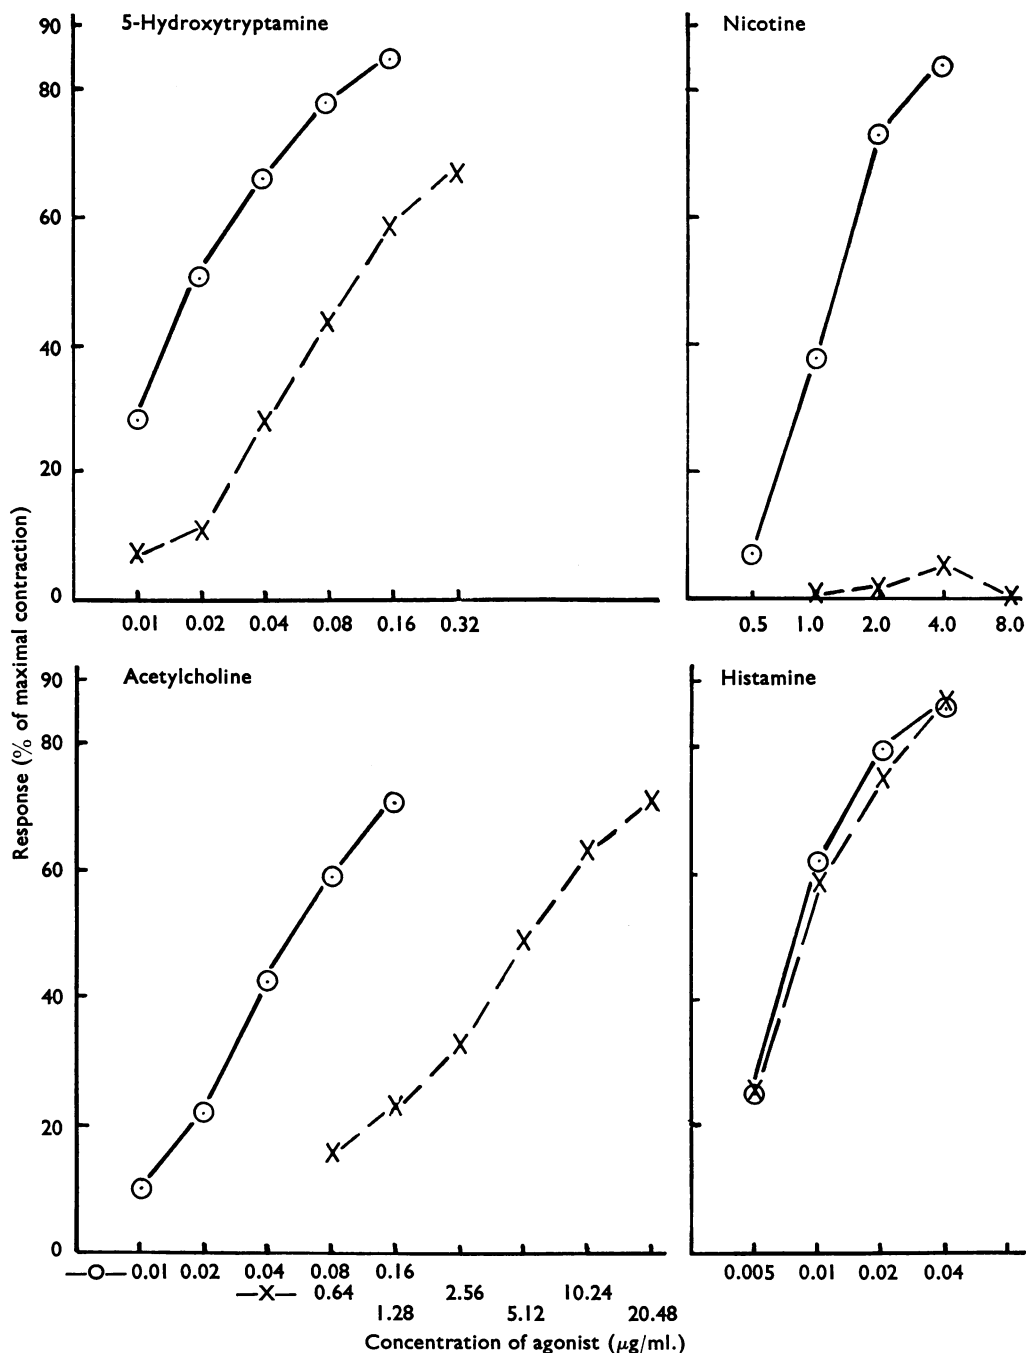 5-Hydroxytryptamine
Nicotine
90
80
60
40
20
0
0.01 0.02 0.04 0.08 0.16 0.32
0.5 1.0 2.0 4.0 8.0
Response (% of maximal contraction)
Acetylcholine
Histamine
90
80
60
40
20
0
—O— 0.01 0.02 0.04 0.08 0.16
—X— 0.64 2.56 10.24
1.28 5.12 20.48
0.005 0.01 0.02 0.04
Concentration of agonist (μg/ml.)